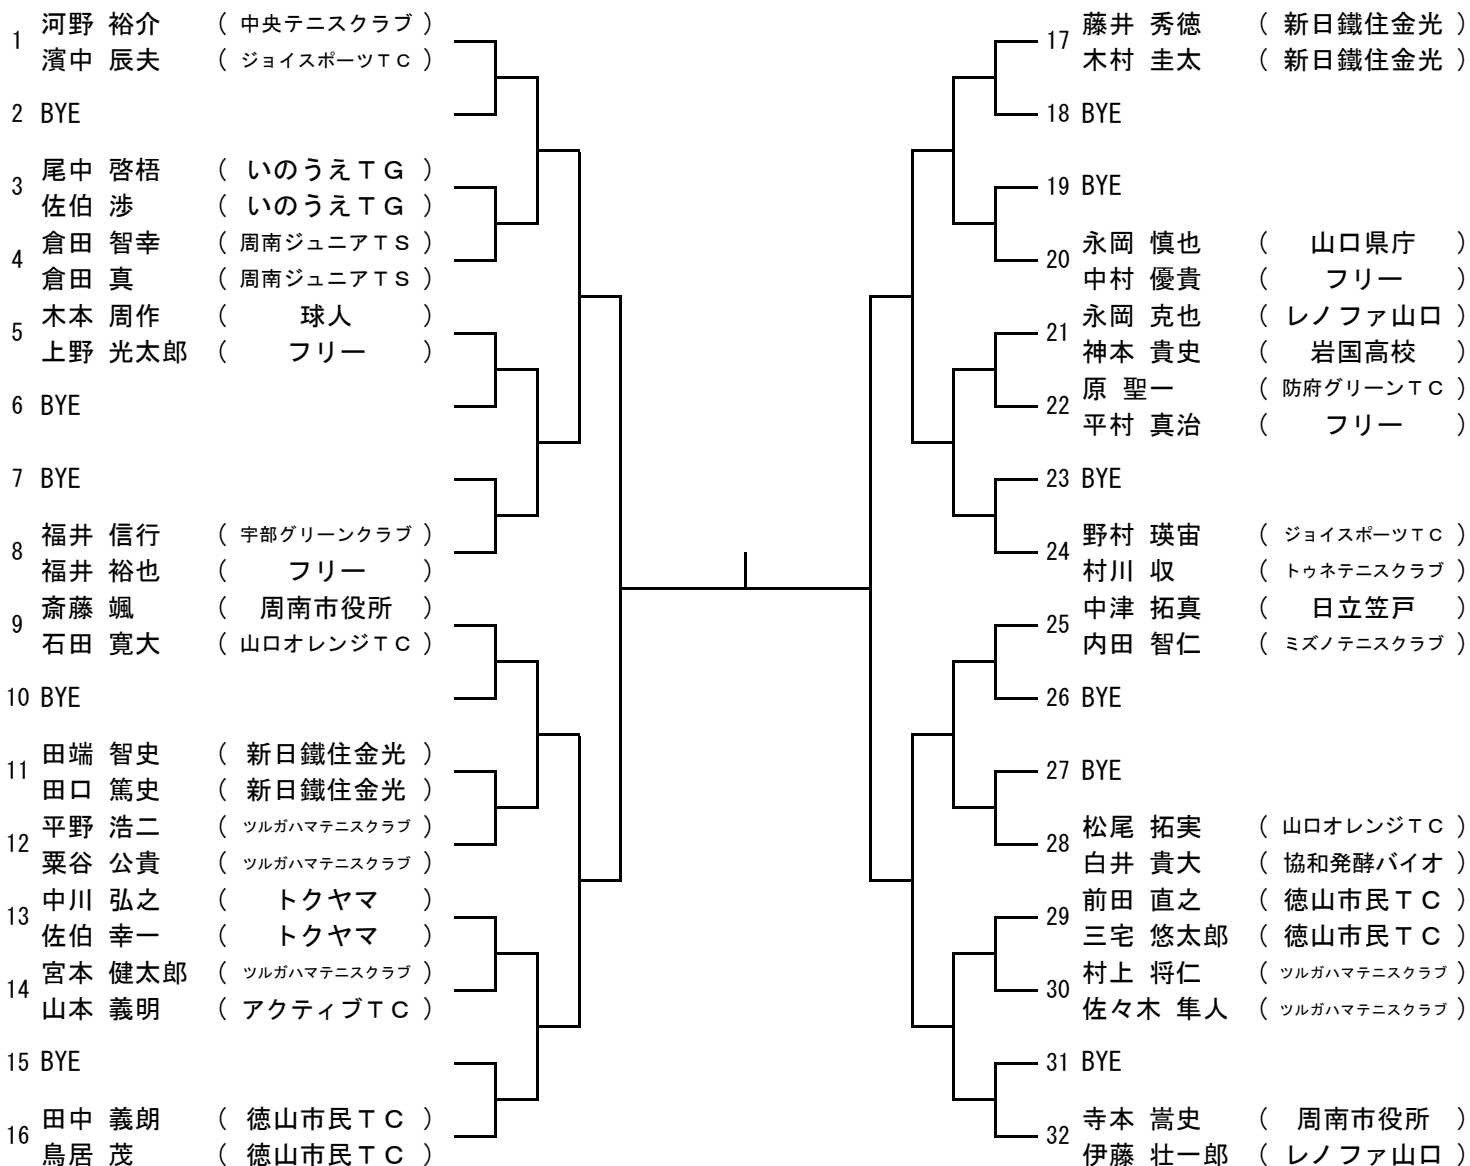 1 河野 裕介 （ 中央テニスクラブ ）
濱中 辰夫 （ ジョイスポーツＴＣ ）
2 BYE
3 尾中 啓梧 （ いのうえＴＧ ）
佐伯 渉 （ いのうえＴＧ ）
4 倉田 智幸 （ 周南ジュニアＴＳ ）
倉田 真 （ 周南ジュニアＴＳ ）
5 木本 周作 （ 球人 ）
上野 光太郎 （ フリー ）
6 BYE
7 BYE
8 福井 信行 （ 宇部グリーンクラブ ）
福井 裕也 （ フリー ）
9 斎藤 颯 （ 周南市役所 ）
石田 寛大 （ 山口オレンジＴＣ ）
10 BYE
11 田端 智史 （ 新日鐵住金光 ）
田口 篤史 （ 新日鐵住金光 ）
12 平野 浩二 （ ツルガハマテニスクラブ ）
粟谷 公貴 （ ツルガハマテニスクラブ ）
13 中川 弘之 （ トクヤマ ）
佐伯 幸一 （ トクヤマ ）
14 宮本 健太郎 （ ツルガハマテニスクラブ ）
山本 義明 （ アクティブＴＣ ）
15 BYE
16 田中 義朗 （ 徳山市民ＴＣ ）
鳥居 茂 （ 徳山市民ＴＣ ）
17 藤井 秀徳 （ 新日鐵住金光 ）
木村 圭太 （ 新日鐵住金光 ）
18 BYE
19 BYE
20 永岡 慎也 （ 山口県庁 ）
中村 優貴 （ フリー ）
21 永岡 克也 （ レノファ山口 ）
神本 貴史 （ 岩国高校 ）
22 原 聖一 （ 防府グリーンＴＣ ）
平村 真治 （ フリー ）
23 BYE
24 野村 瑛宙 （ ジョイスポーツＴＣ ）
村川 収 （ トゥネテニスクラブ ）
25 中津 拓真 （ 日立笠戸 ）
内田 智仁 （ ミズノテニスクラブ ）
26 BYE
27 BYE
28 松尾 拓実 （ 山口オレンジＴＣ ）
白井 貴大 （ 協和発酵バイオ ）
29 前田 直之 （ 徳山市民ＴＣ ）
三宅 悠太郎 （ 徳山市民ＴＣ ）
30 村上 将仁 （ ツルガハマテニスクラブ ）
佐々木 隼人 （ ツルガハマテニスクラブ ）
31 BYE
32 寺本 嵩史 （ 周南市役所 ）
伊藤 壮一郎 （ レノファ山口 ）